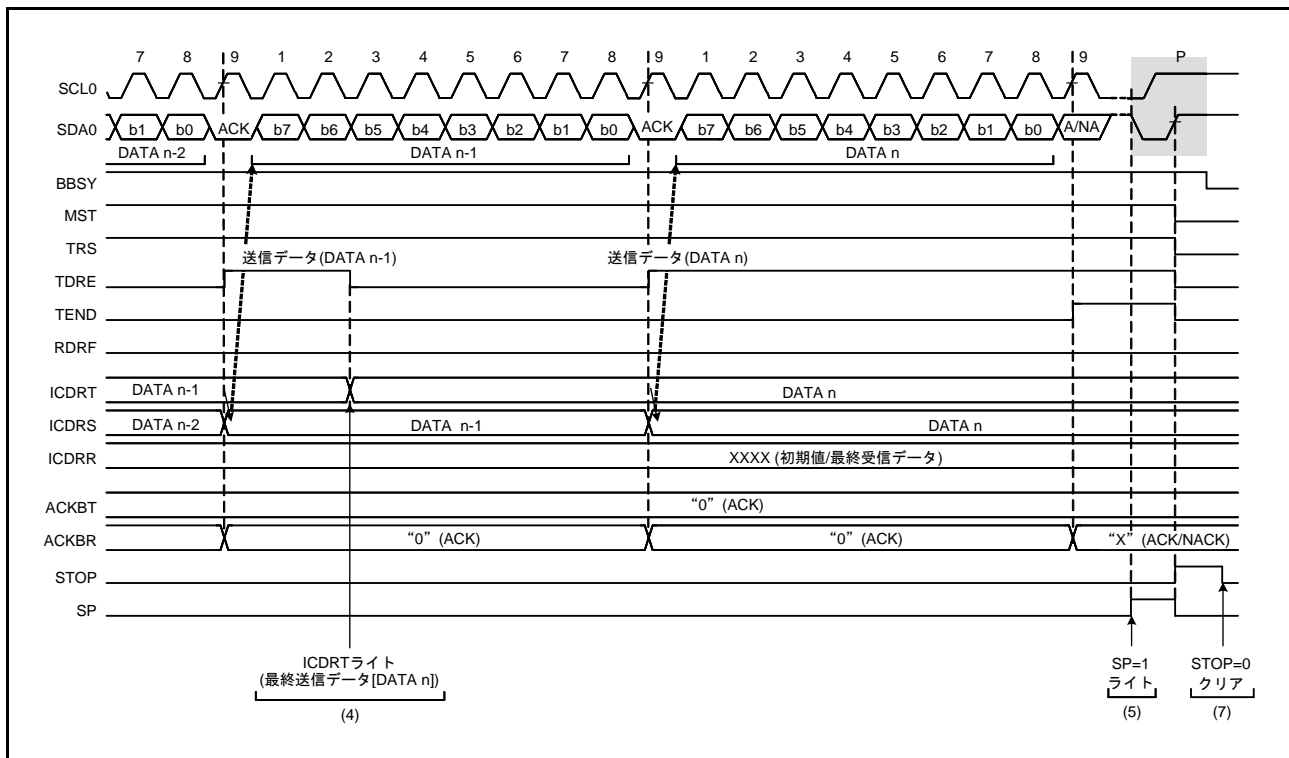 7 8 9 1 2 3 4 5 6 7 8 9 1 2 3 4 5 6 7 8 9 P
SCL0
SDA0 b1 b0 ACK b7 b6 b5 b4 b3 b2 b1 b0 ACK b7 b6 b5 b4 b3 b2 b1 b0 A/NA
DATA n-2 DATA n-1 DATA n
BBSY
MST
TRS
送信データ(DATA n-1) 送信データ(DATA n)
TDRE
TEND
RDRF
ICDRT DATA n-1 DATA n
ICDRS DATA n-2 DATA n-1 DATA n
ICDRR XXXX (初期値/最終受信データ)
ACKBT “0” (ACK)
ACKBR “0” (ACK) “0” (ACK) “X” (ACK/NACK)
STOP
SP
ICDRTライト
(最終送信データ[DATA n])
(4)
SP=1
ライト
(5)
STOP=0
クリア
(7)